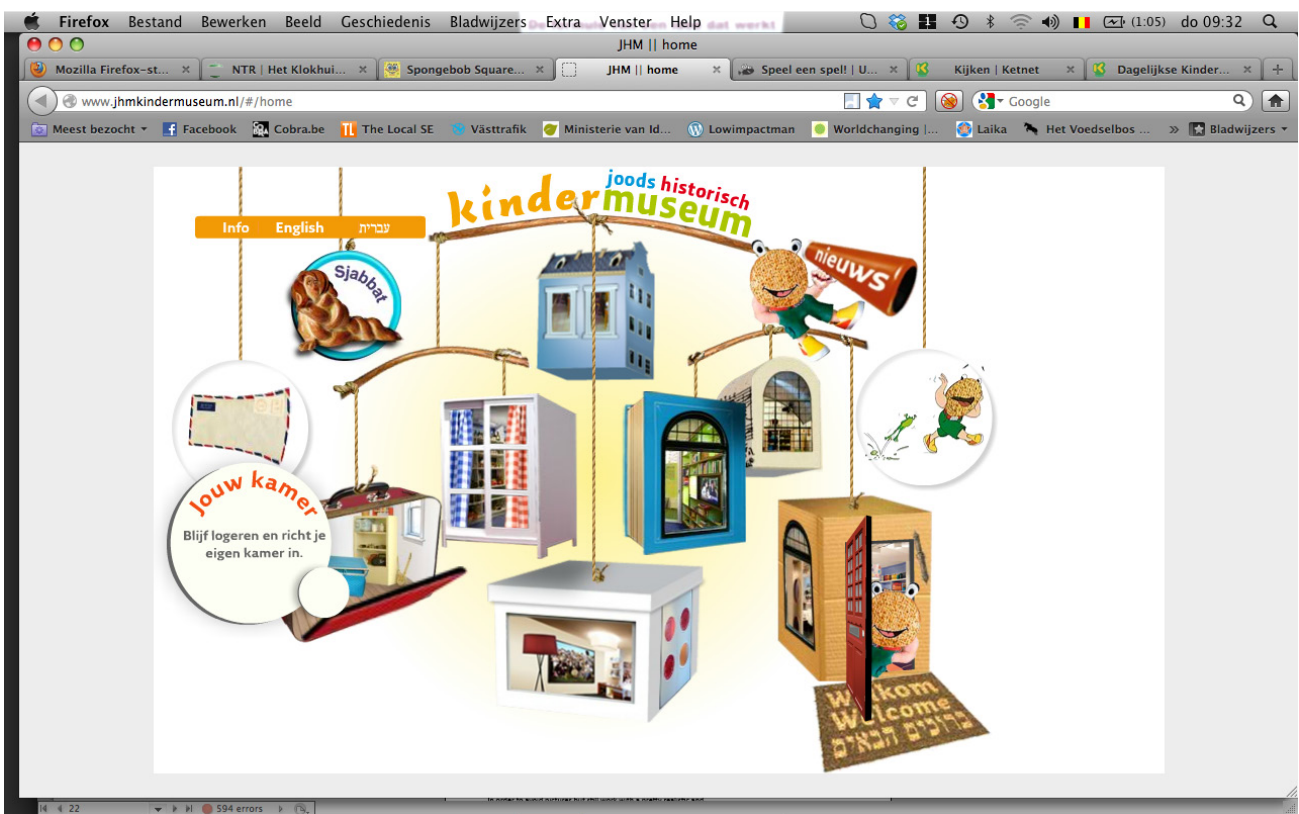 Firefox Bestand Bewerken Beeld Geschiedenis Bladwijzers Extra Venster Help (1:05) do 09:32
JHM || home
Mozilla Firefox-st... NTR | Het Klokhui... Spongebob Square... JHM || home Speel een spel! | U... Kijken | Ketnet Dagelijkse Kinder...
www.jhmkindermuseum.nl/#/home Google
Meest bezocht Facebook Cobra.be The Local SE Västtrafik Ministerie van Id... Lowimpactman Worldchanging |... Laika Het Voedselbos ... Bladwijzers
joods historisch
kindermuseum
Info English עברית
nieuws
Sjabbat
Jouw kamer
Blijf logeren en richt je
eigen kamer in.
Welkom
Welcome
ברוכים הבאים
22 594 errors